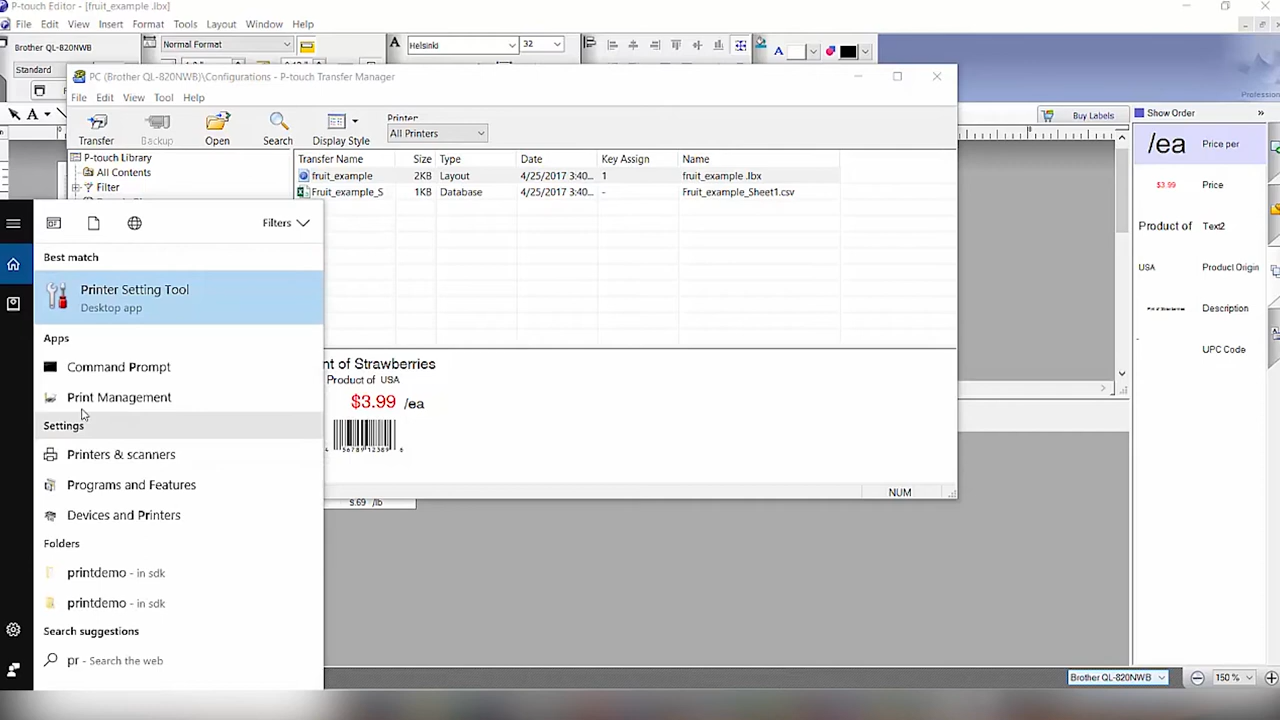 P-touch Editor - [fruit_example .lbx]
File Edit View Insert Format Tools Layout Window Help
Brother QL-820NWB
Normal Format
A Helsinki 32
A
Standard
PC (Brother QL-820NWB)\Configurations - P-touch Transfer Manager
Professional
File Edit View Tool Help
A
Buy Labels
Show Order
Printer
All Printers
Transfer Backup Open Search Display Style
/ea Price per
P-touch Library
Transfer Name Size Type Date Key Assign Name
All Contents
fruit_example 2KB Layout 4/25/2017 3:40... 1 fruit_example .lbx
Filter
Fruit_example_S 1KB Database 4/25/2017 3:40... - Fruit_example_Sheet1.csv
$3.99 Price
Product of Text2
USA Product Origin
Description
UPC Code
Filters
Best match
Printer Setting Tool
Desktop app
Apps
Command Prompt
Print Management
Settings
Printers & scanners
Programs and Features
Devices and Printers
Folders
printdemo - in sdk
printdemo - in sdk
Search suggestions
pr - Search the web
nt of Strawberries
Product of USA
$3.99 /ea
56789 12389 6
NUM
9.69 /lb
Brother QL-820NWB
150 %